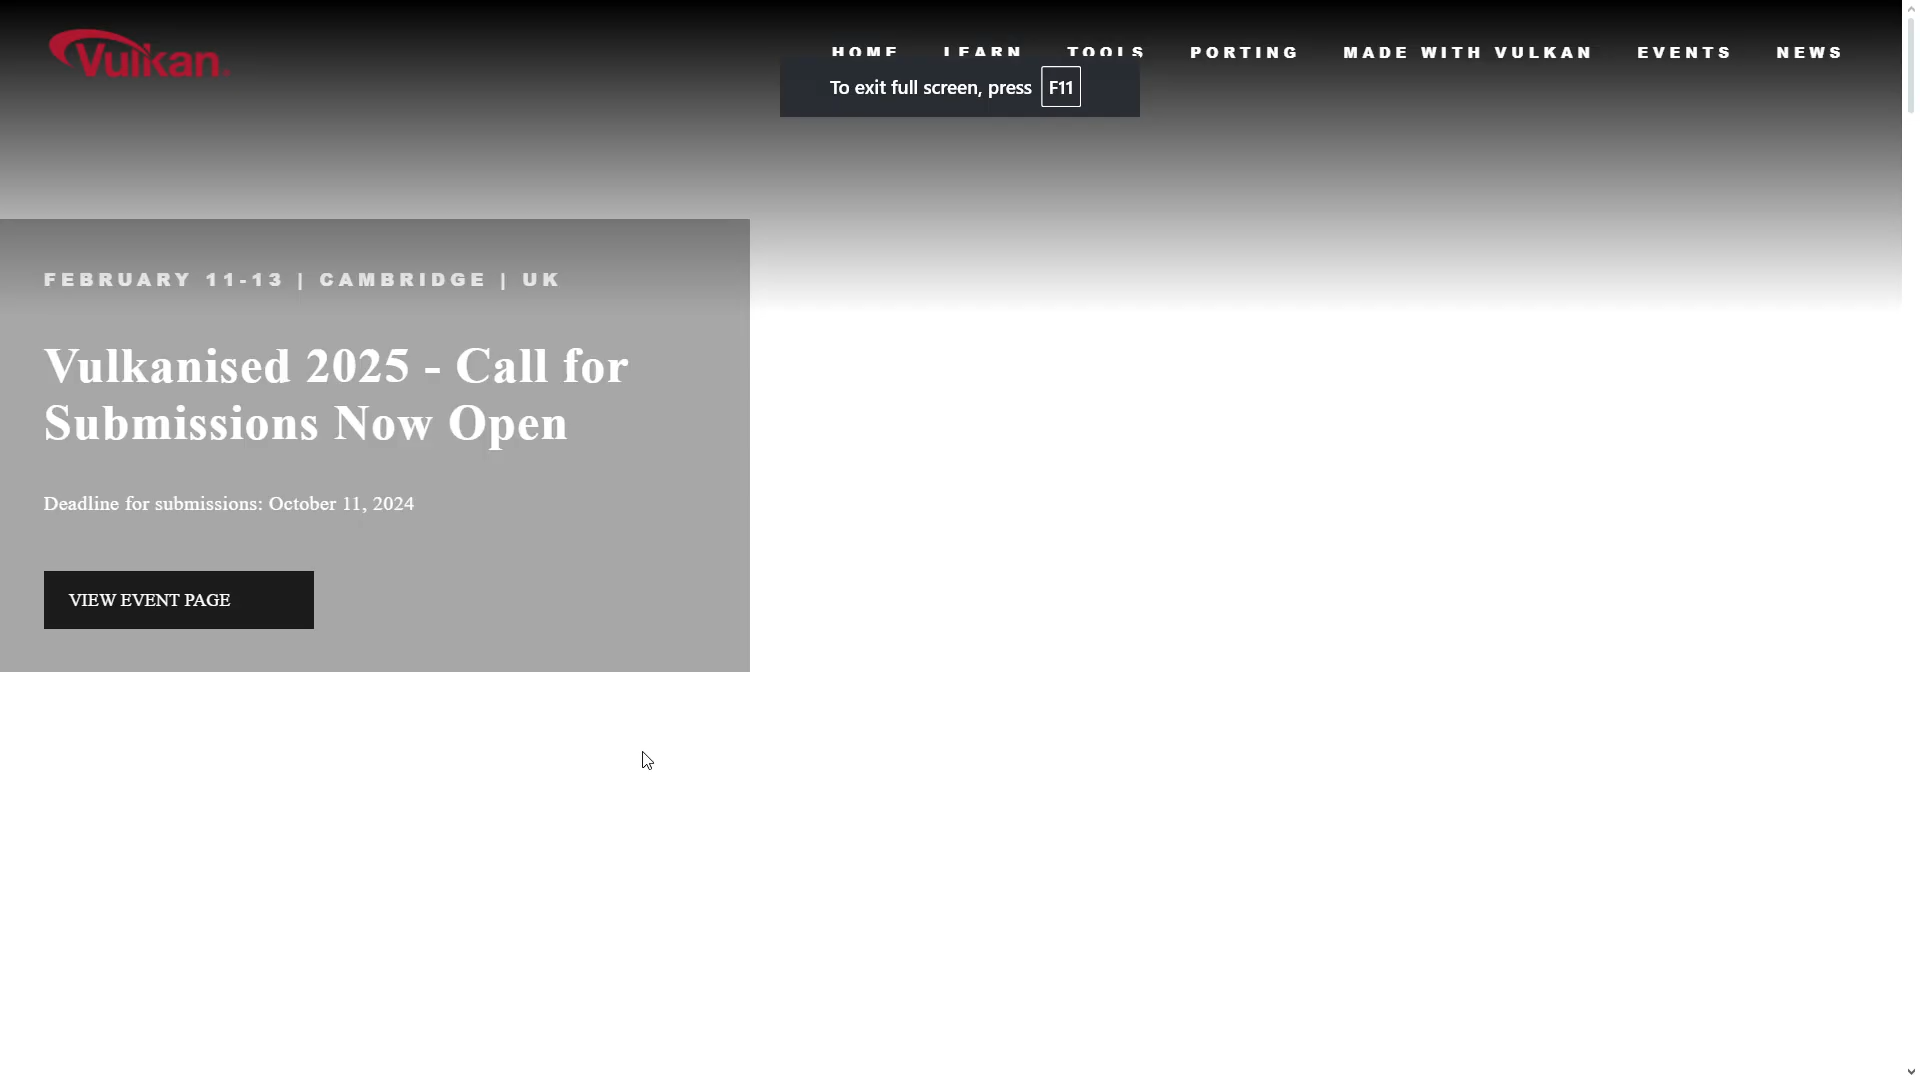 Vulkan.
HOME LEARN TOOLS PORTING MADE WITH VULKAN EVENTS NEWS
To exit full screen, press F11
FEBRUARY 11-13 | CAMBRIDGE | UK
Vulkanised 2025 - Call for
Submissions Now Open
Deadline for submissions: October 11, 2024
VIEW EVENT PAGE